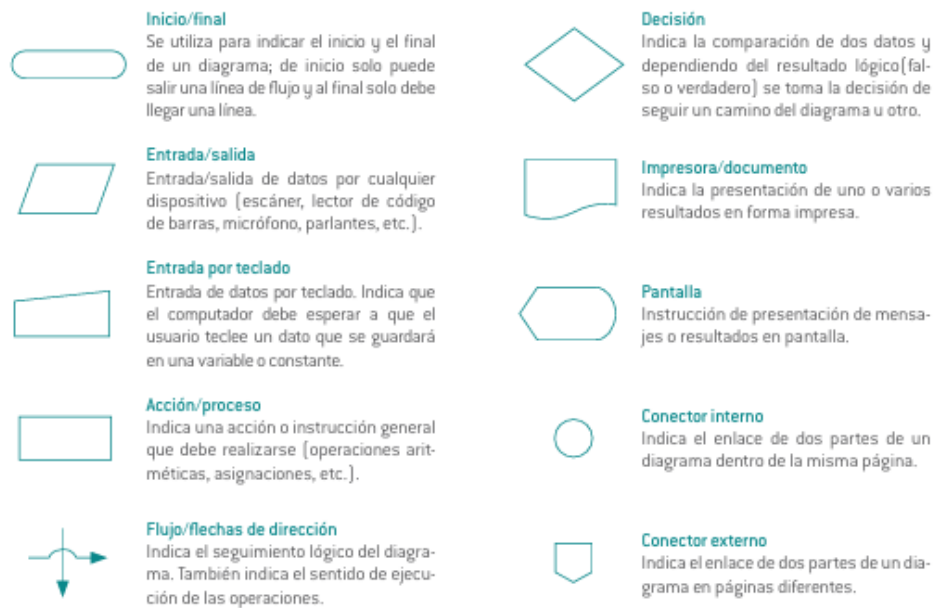 Inicio/final
Se utiliza para indicar el inicio y el final
de un diagrama; de inicio solo puede
salir una línea de flujo y al final solo debe
llegar una línea.
Entrada/salida
Entrada/salida de datos por cualquier
dispositivo (escáner, lector de código
de barras, micrófono, parlantes, etc.).
Entrada por teclado
Entrada de datos por teclado. Indica que
el computador debe esperar a que el
usuario teclee un dato que se guardará
en una variable o constante.
Acción/proceso
Indica una acción o instrucción general
que debe realizarse (operaciones arit-
méticas, asignaciones, etc.).
Flujo/flechas de dirección
Indica el seguimiento lógico del diagra-
ma. También indica el sentido de ejecu-
ción de las operaciones.
Decisión
Indica la comparación de dos datos y
dependiendo del resultado lógico(fal-
so o verdadero) se toma la decisión de
seguir un camino del diagrama u otro.
Impresora/documento
Indica la presentación de uno o varios
resultados en forma impresa.
Pantalla
Instrucción de presentación de mensa-
jes o resultados en pantalla.
Conector interno
Indica el enlace de dos partes de un
diagrama dentro de la misma página.
Conector externo
Indica el enlace de dos partes de un dia-
grama en páginas diferentes.